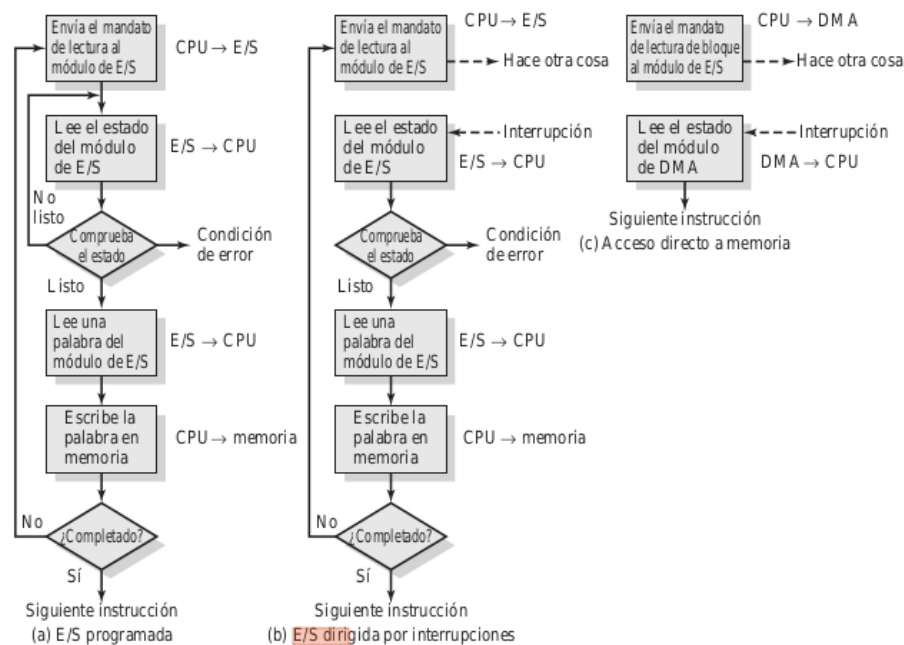 Envía el mandato
de lectura al
módulo de E/S
CPU → E/S
Lee el estado
del módulo
de E/S
E/S → CPU
No
listo
Comprueba
el estado
Condición
de error
Listo
Lee una
palabra del
módulo de E/S
E/S → CPU
Escribe la
palabra en
memoria
CPU → memoria
No
¿Completado?
Sí
Siguiente instrucción
(a) E/S programada
Envía el mandato
de lectura al
módulo de E/S
CPU → E/S
Hace otra cosa
Lee el estado
del módulo
de E/S
Interrupción
E/S → CPU
Comprueba
el estado
Condición
de error
Listo
Lee una
palabra del
módulo de E/S
E/S → CPU
Escribe la
palabra en
memoria
CPU → memoria
No
¿Completado?
Sí
Siguiente instrucción
(b) E/S dirigida por interrupciones
Envía el mandato
de lectura de bloque
al módulo de E/S
CPU → DMA
Hace otra cosa
Lee el estado
del módulo
de DMA
Interrupción
DMA → CPU
Siguiente instrucción
(c) Acceso directo a memoria